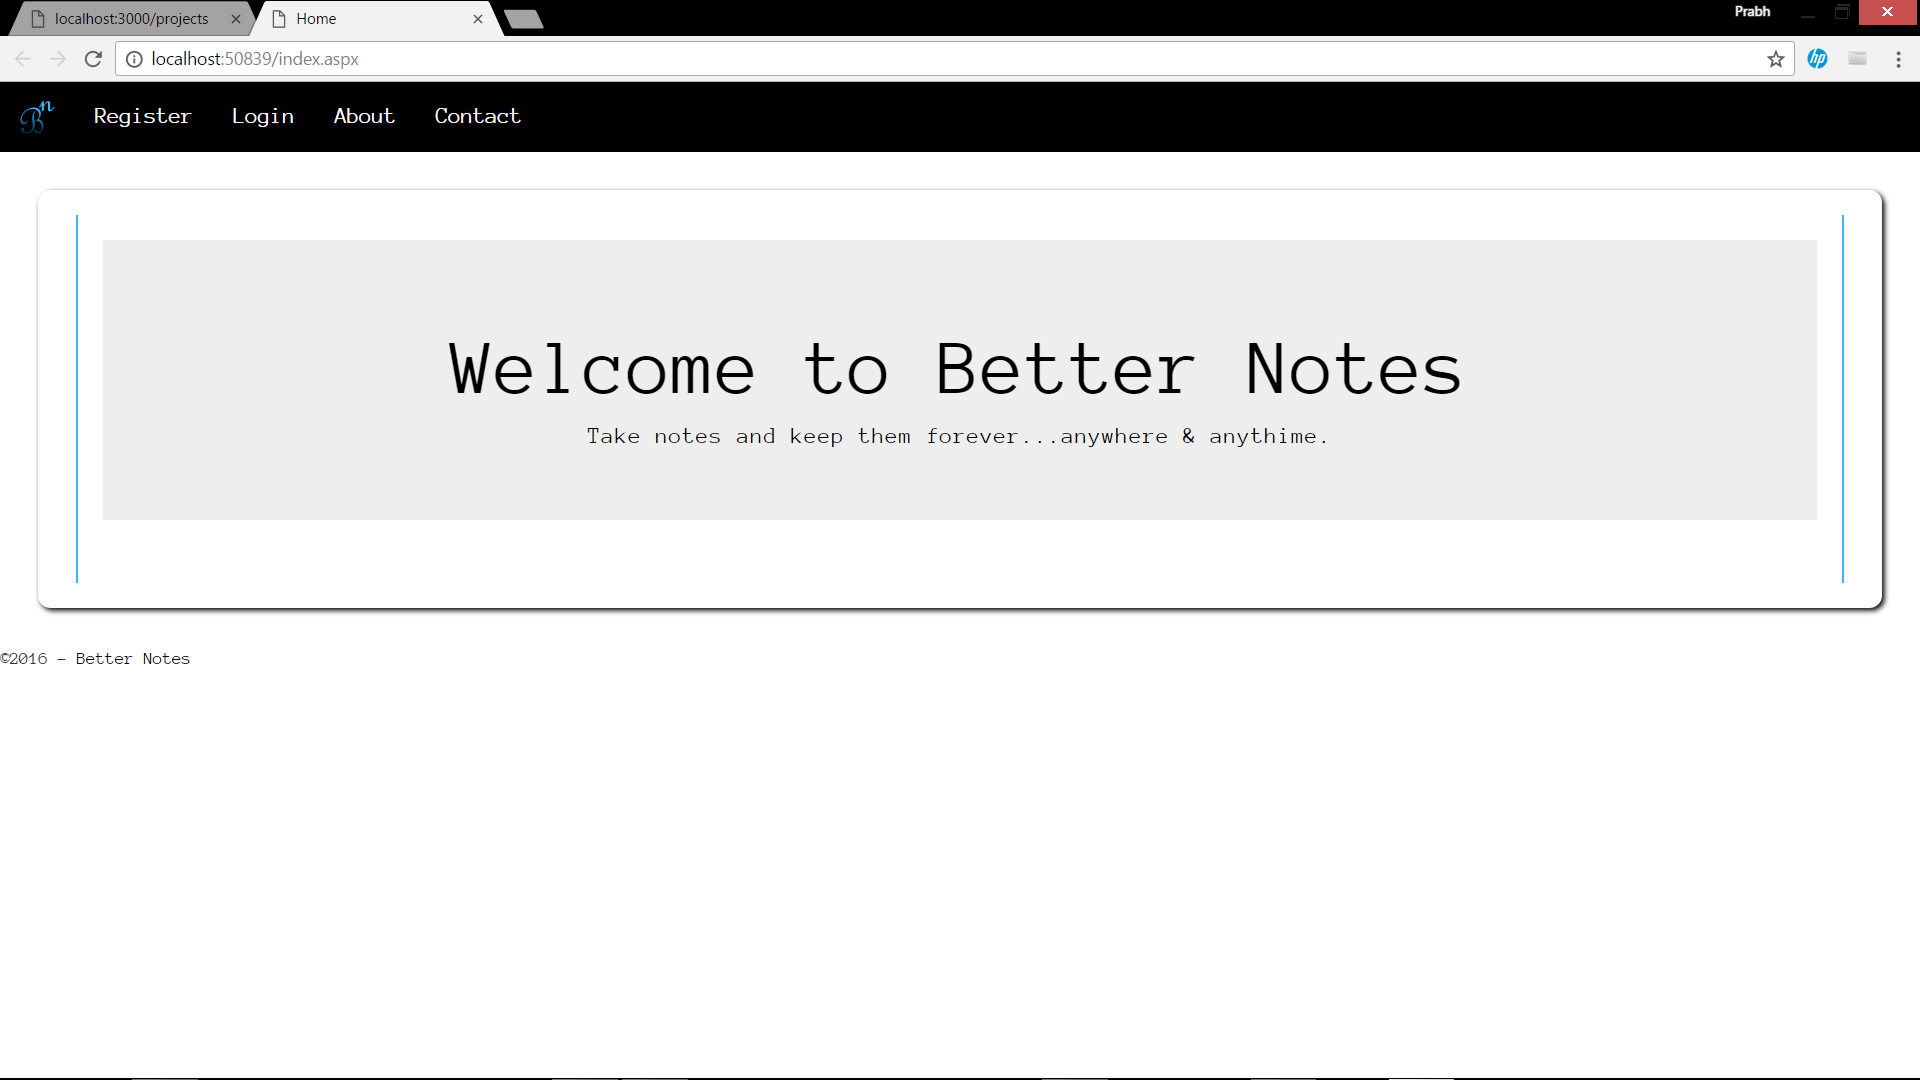 localhost:3000/projects
Home
Prabh
localhost:50839/index.aspx
hp
Bn Register Login About Contact
Welcome to Better Notes
Take notes and keep them forever...anywhere & anythime.
©2016 - Better Notes